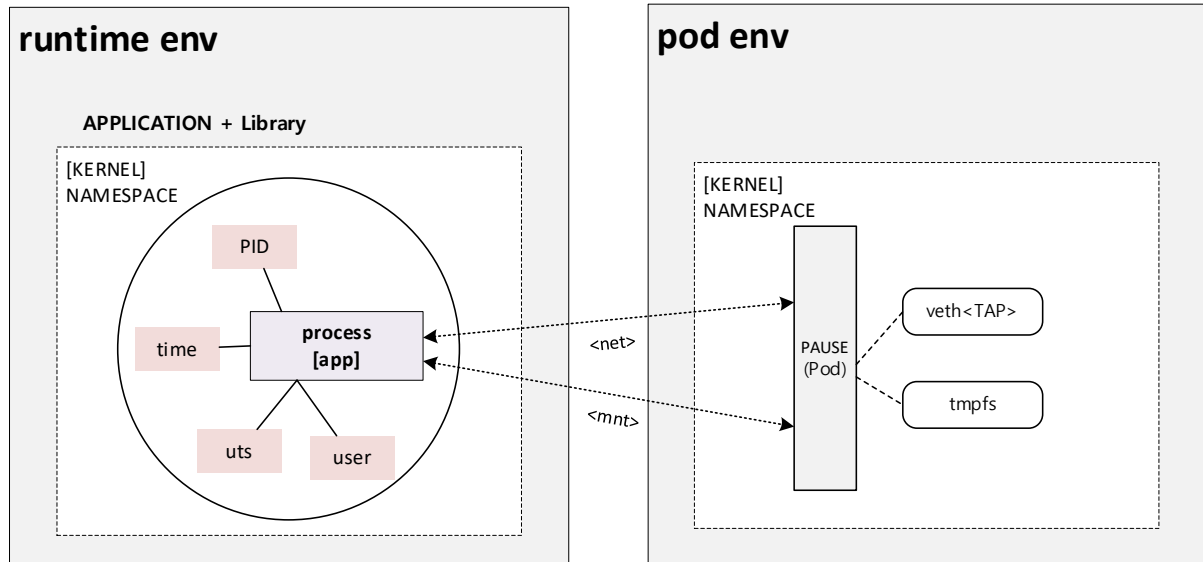 runtime env
APPLICATION + Library
[KERNEL]
NAMESPACE
PID
time
process
[app]
uts
user
<net>
<mnt>
pod env
[KERNEL]
NAMESPACE
PAUSE
(Pod)
veth<TAP>
tmpfs